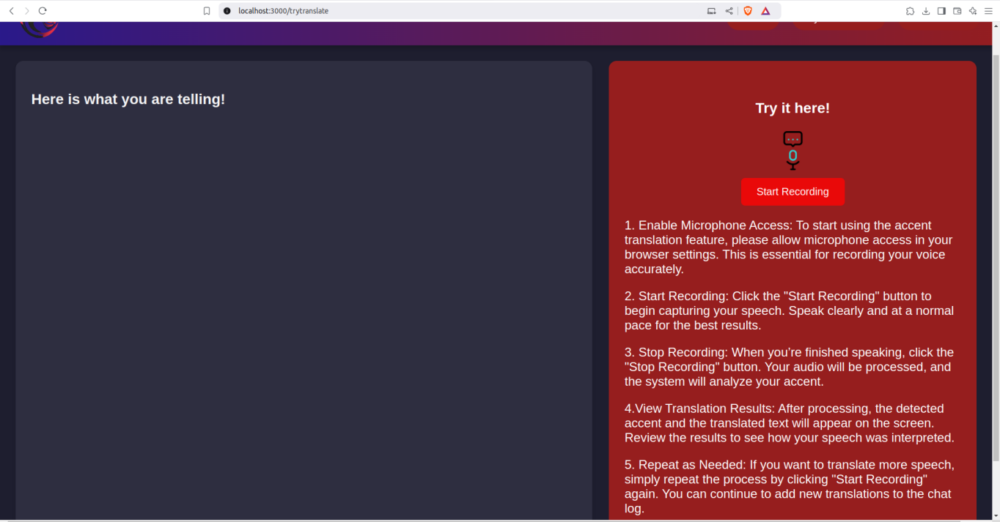 localhost:3000/trytranslate
Here is what you are telling!
Try it here!
Start Recording
1. Enable Microphone Access: To start using the accent
translation feature, please allow microphone access in your
browser settings. This is essential for recording your voice
accurately.
2. Start Recording: Click the "Start Recording" button to
begin capturing your speech. Speak clearly and at a normal
pace for the best results.
3. Stop Recording: When you’re finished speaking, click the
"Stop Recording" button. Your audio will be processed, and
the system will analyze your accent.
4.View Translation Results: After processing, the detected
accent and the translated text will appear on the screen.
Review the results to see how your speech was interpreted.
5. Repeat as Needed: If you want to translate more speech,
simply repeat the process by clicking "Start Recording"
again. You can continue to add new translations to the chat
log.